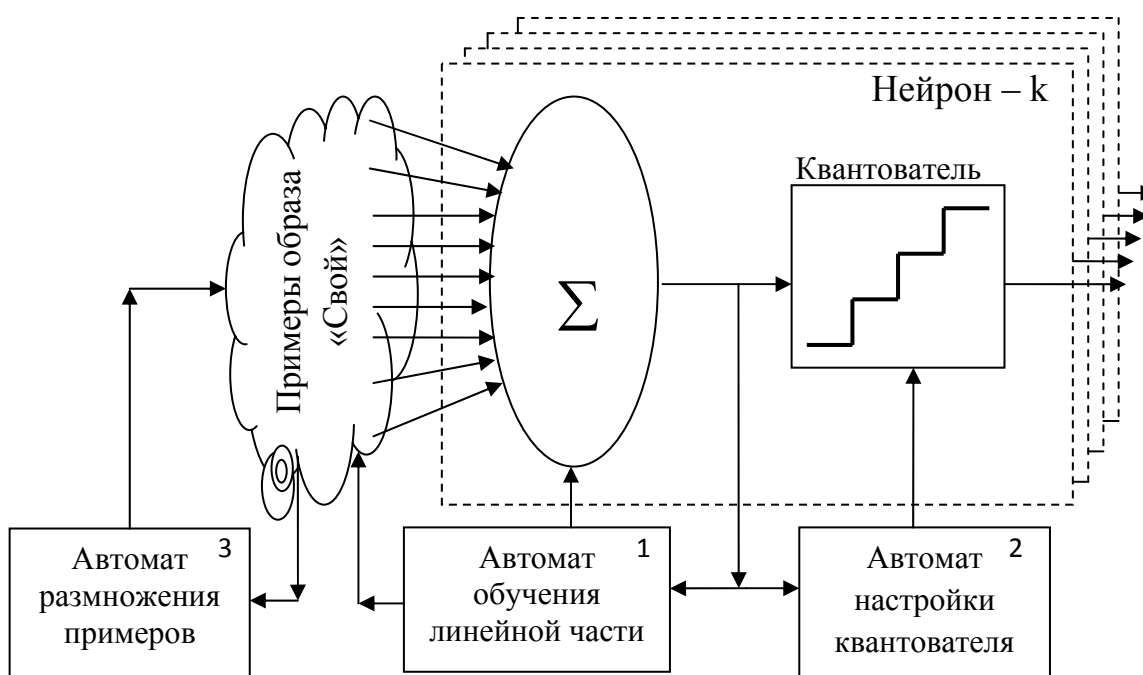 Нейрон – k
Квантователь
Примеры образа
«Свой»
Σ
3
Автомат
размножения
примеров
1
Автомат
обучения
линейной части
2
Автомат
настройки
квантователя